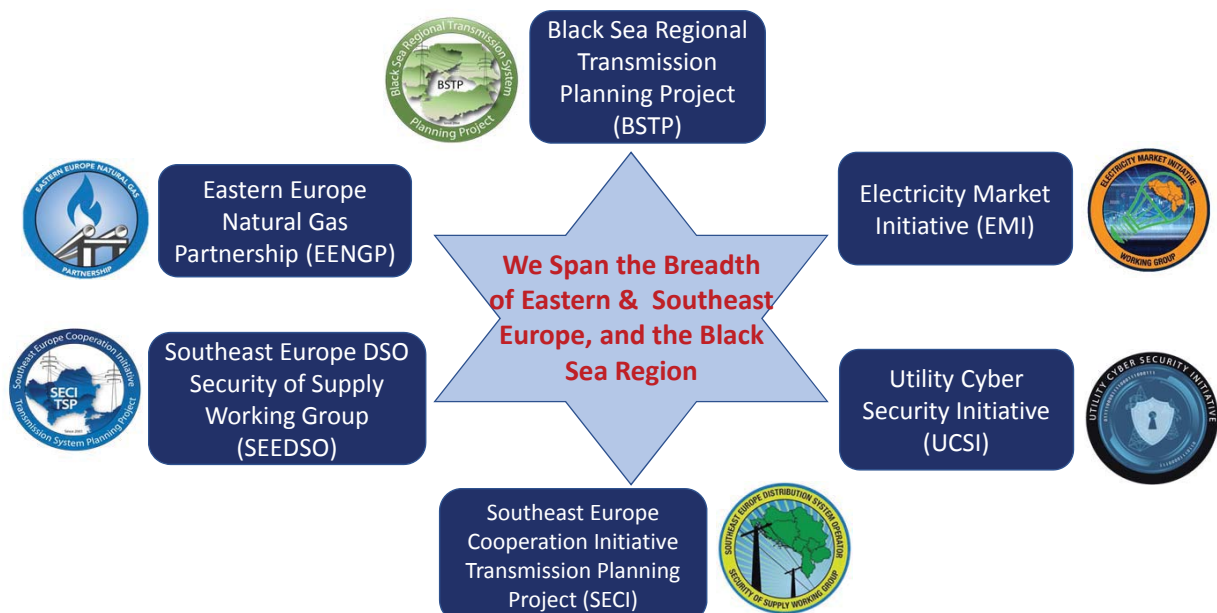 Black Sea Regional Transmission System
BSTP
Planning Project
Black Sea Regional
Transmission
Planning Project
(BSTP)
EASTERN EUROPE NATURAL GAS
PARTNERSHIP
Eastern Europe
Natural Gas
Partnership (EENGP)
Electricity Market
Initiative (EMI)
ELECTRICITY MARKET INITIATIVE
WORKING GROUP
We Span the Breadth
of Eastern & Southeast
Europe, and the Black
Sea Region
Southeast Europe Cooperation Initiative
SECI
TSP
Since 2001
Transmission System Planning Project
Southeast Europe DSO
Security of Supply
Working Group
(SEEDSO)
Utility Cyber
Security Initiative
(UCSI)
UTILITY CYBER SECURITY INITIATIVE
Southeast Europe
Cooperation Initiative
Transmission Planning
Project (SECI)
SOUTHEAST EUROPE DISTRIBUTION SYSTEM OPERATOR
SECURITY OF SUPPLY WORKING GROUP